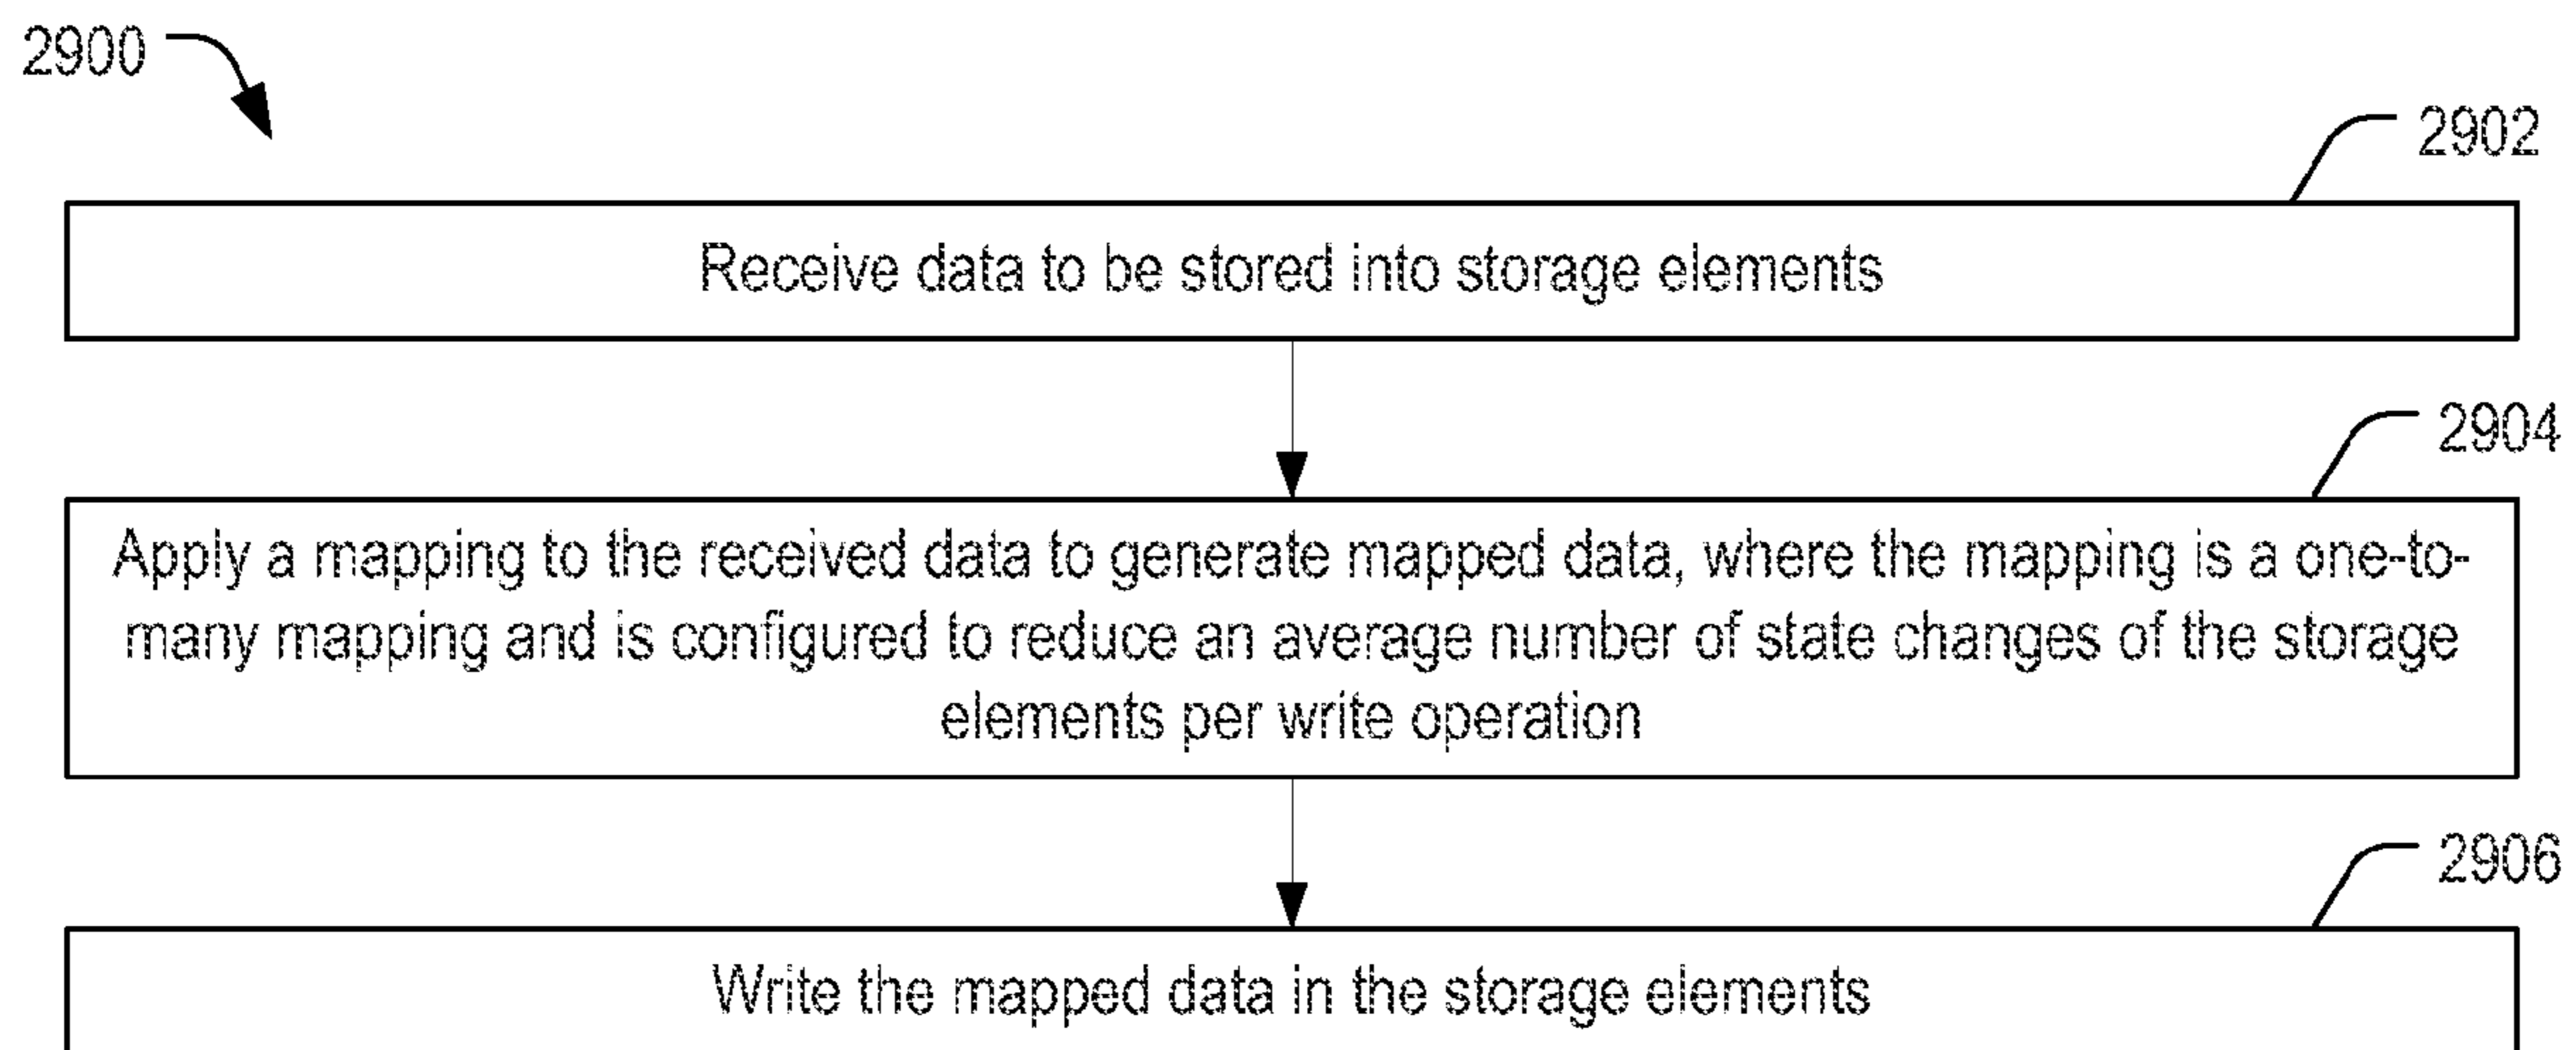 2900
2902
Receive data to be stored into storage elements
2904
Apply a mapping to the received data to generate mapped data, where the mapping is a one-to-
many mapping and is configured to reduce an average number of state changes of the storage
elements per write operation
2906
Write the mapped data in the storage elements